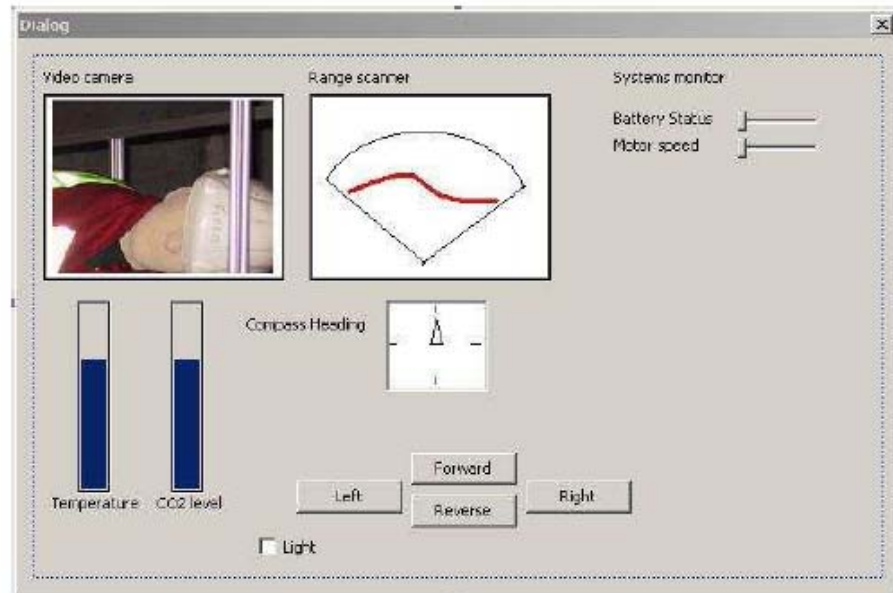 Dialog
Video camera
Range scanner
Systems monitor
Battery Status
Motor speed
Compass Heading
Temperature
CO2 level
Forward
Left
Right
Reverse
Light